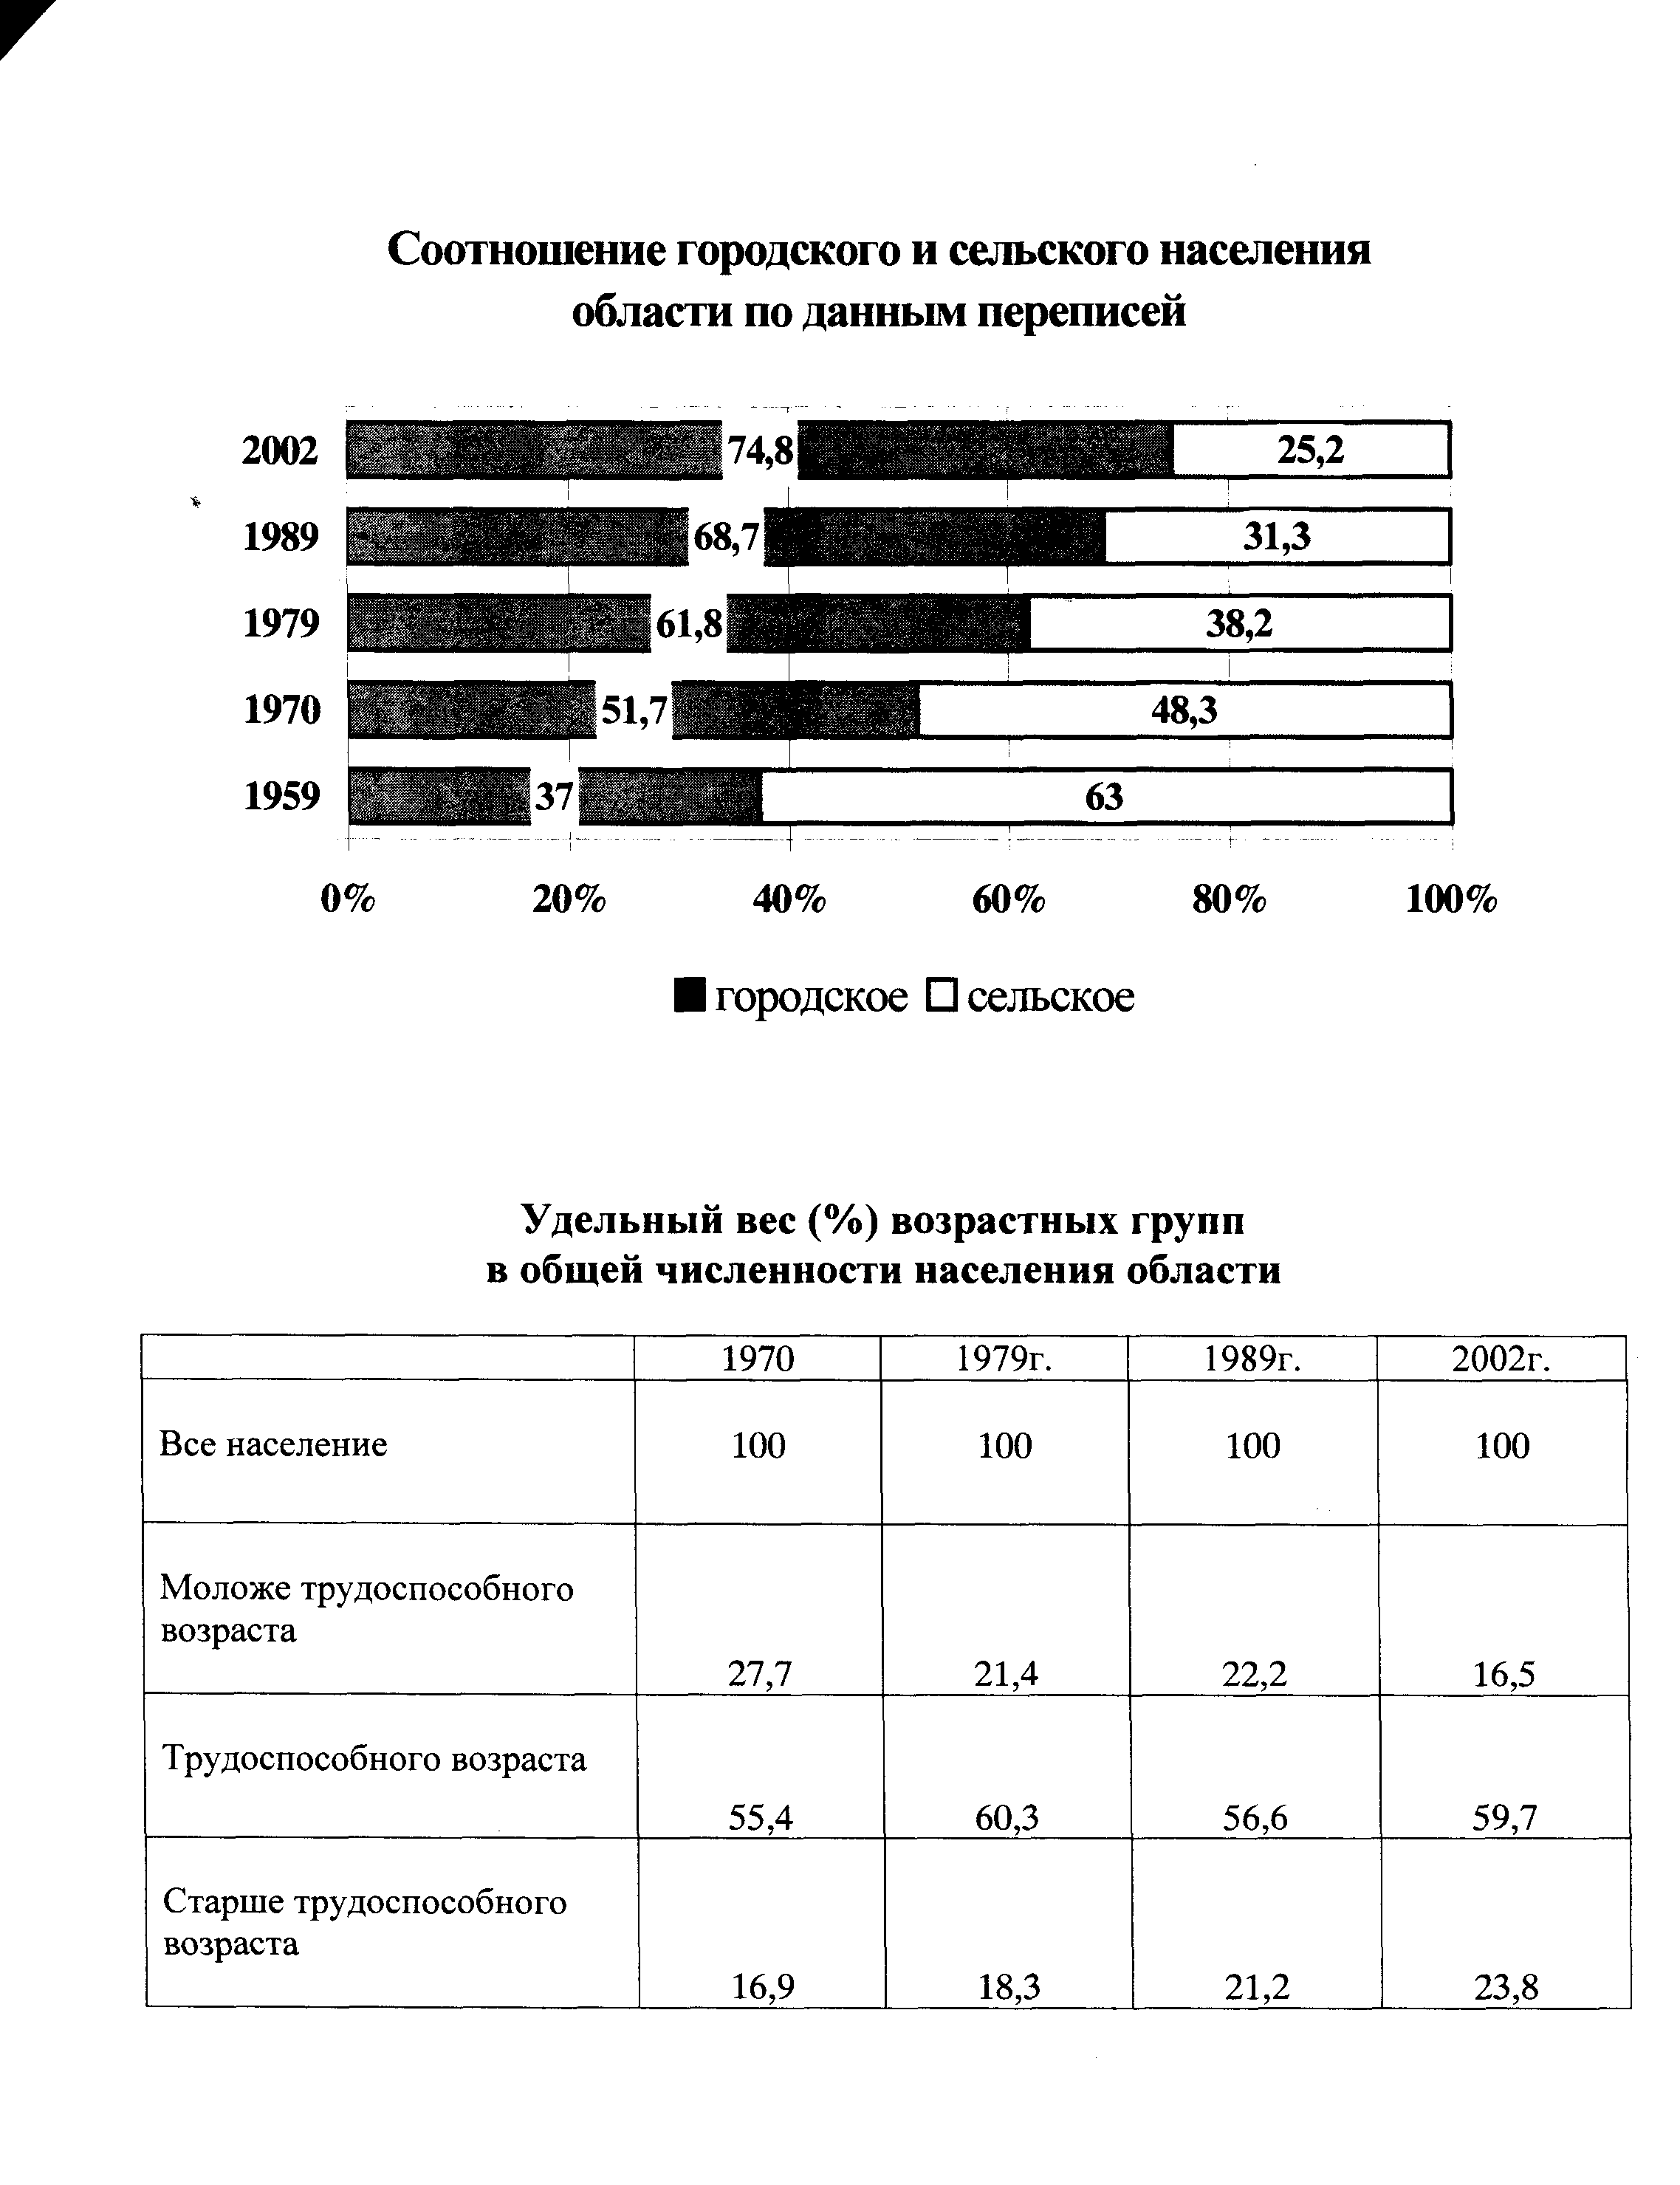 Соотношение городского и сельского населения
области по данным переписей
2002 74,8 25,2
1989 68,7 31,3
1979 61,8 38,2
1970 51,7 48,3
1959 37 63
0% 20% 40% 60% 80% 100%
городское сельское
Удельный вес (%) возрастных групп
в общей численности населения области
1970 1979г. 1989г. 2002г.
Все население 100 100 100 100
Моложе трудоспособного
возраста
27,7 21,4 22,2 16,5
Трудоспособного возраста
55,4 60,3 56,6 59,7
Старше трудоспособного
возраста
16,9 18,3 21,2 23,8